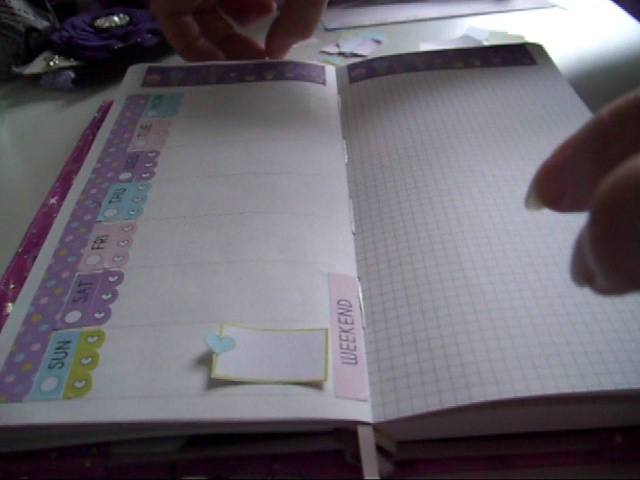 MON
TUE
WED
THU
FRI
SAT
SUN
WEEKEND